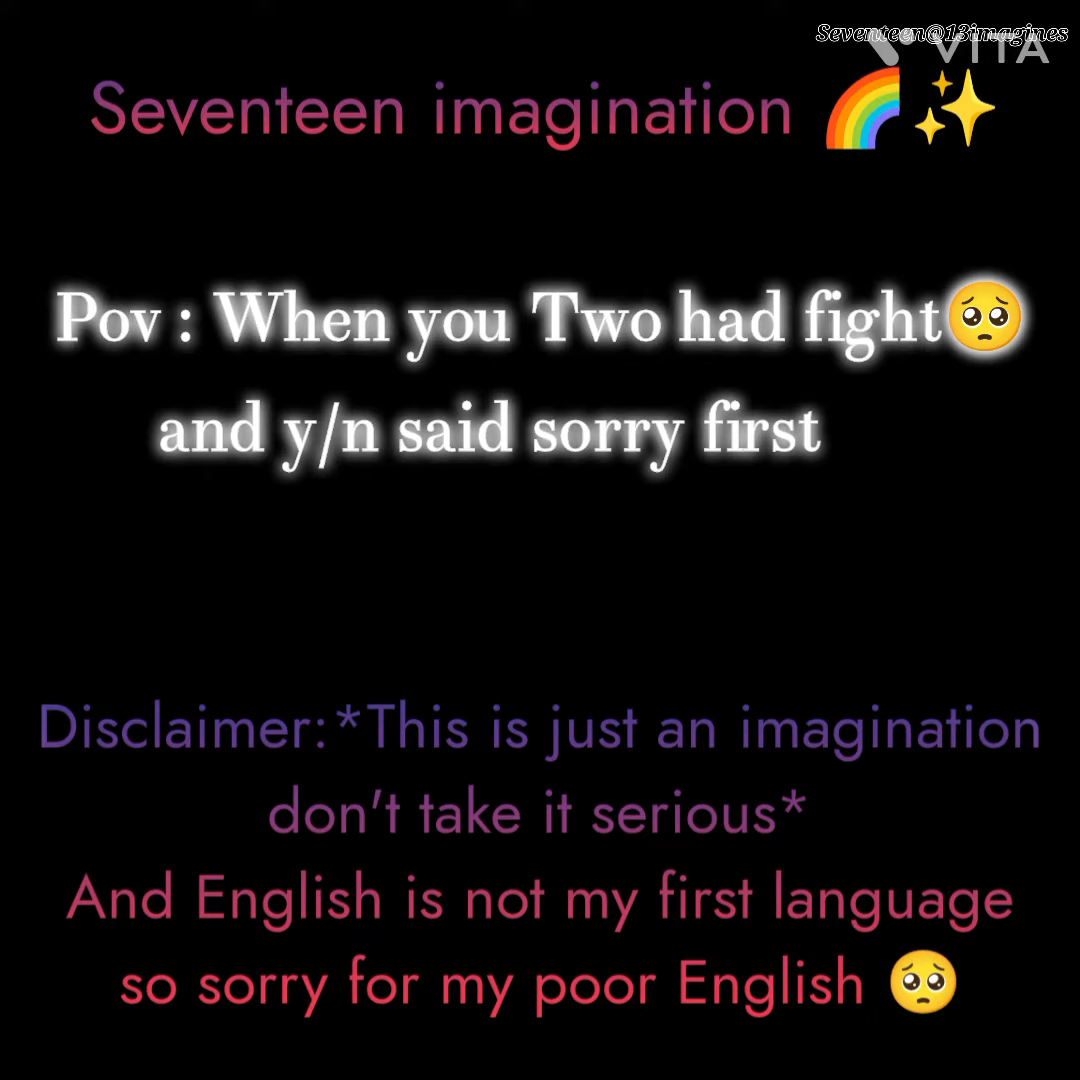 Seventeen@13imagines
VITA
Seventeen imagination 🌈✨
Pov : When you Two had fight🥺
and y/n said sorry first
Disclaimer:*This is just an imagination
don't take it serious*
And English is not my first language
so sorry for my poor English 🥺